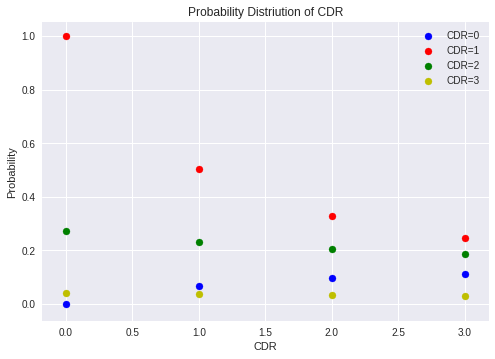 Probability Distriution of CDR
CDR=0
CDR=1
CDR=2
CDR=3
Probability
1.0
0.8
0.6
0.4
0.2
0.0
0.0 0.5 1.0 1.5 2.0 2.5 3.0
CDR